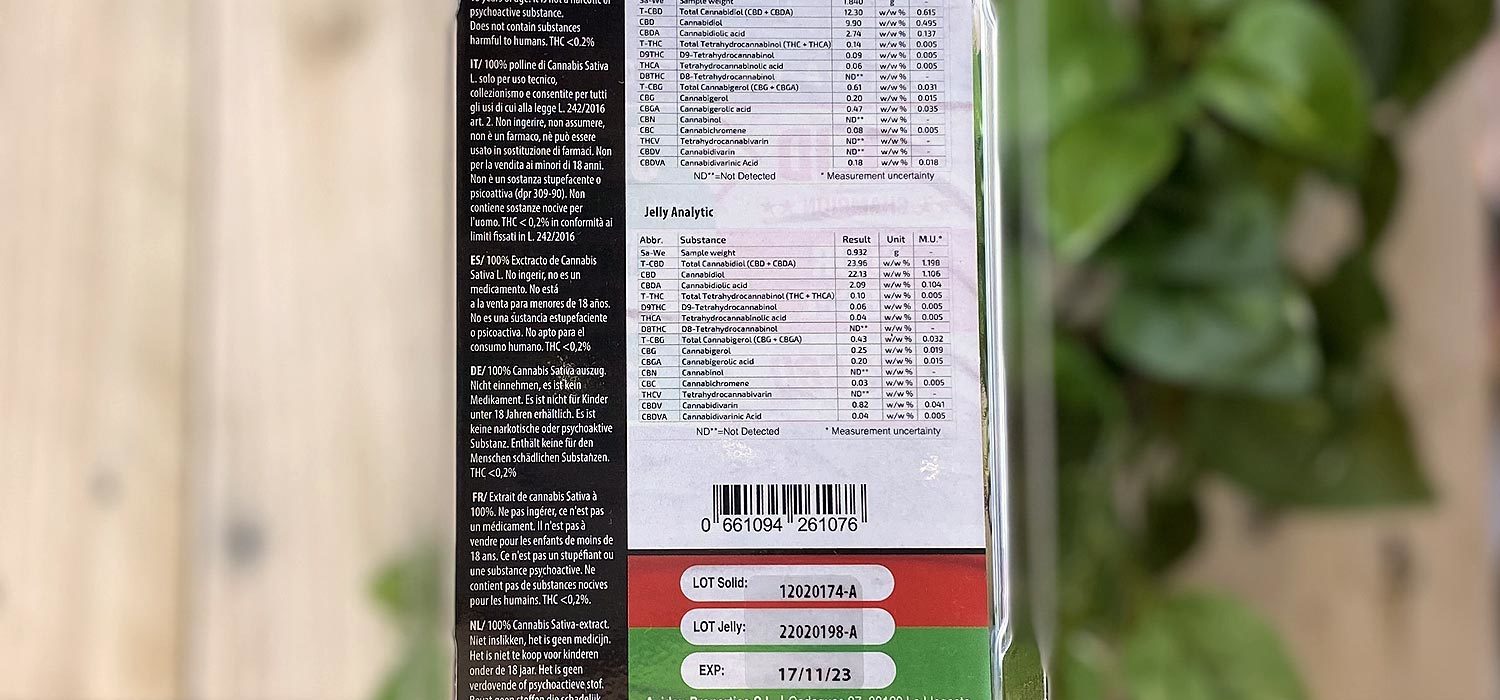 psychoactive substance.
Does not contain substances
harmful to humans. THC <0.2%
IT/ 100% polline di Cannabis Sativa
L. solo per uso tecnico,
collezionismo e consentite per tutti
gli usi di cui alla legge L. 242/2016
art. 2. Non ingerire, non assumere,
non è un farmaco, nè può essere
usato in sostituzione di farmaci. Non
per la vendita ai minori di 18 anni.
Non è un sostanza stupefacente o
psicoattiva (dpr 309-90). Non
contiene sostanze nocive per
l'uomo. THC < 0,2% in conformità ai
limiti fissati in L. 242/2016
ES/ 100% Exctracto de Cannabis
Sativa L. No ingerir, no es un
medicamento. No está
a la venta para menores de 18 años.
No es una sustancia estupefaciente
o psicoactiva. No apto para el
consumo humano. THC <0,2%
DE/ 100% Cannabis Sativa auszug.
Nicht einnehmen, es ist kein
Medikament. Es ist nicht für Kinder
unter 18 Jahren erhältlich. Es ist
keine narkotische oder psychoaktive
Substanz. Enthält keine für den
Menschen schädlichen Substanzen.
THC <0,2%
FR/ Extrait de cannabis Sativa à
100%. Ne pas ingérer, ce n'est pas
un médicament. Il n'est pas à
vendre pour les enfants de moins de
18 ans. Ce n'est pas un stupéfiant ou
une substance psychoactive. Ne
contient pas de substances nocives
pour les humains. THC <0,2%.
NL/ 100% Cannabis Sativa-extract.
Niet inslikken, het is geen medicijn.
Het is niet te koop voor kinderen
onder de 18 jaar. Het is geen
verdovende of psychoactieve stof.
Sa-We Sample weight 1.840 g -
T-CBD Total Cannabidiol (CBD + CBDA) 12.30 w/w % 0.615
CBD Cannabidiol 9.90 w/w % 0.495
CBDA Cannabidiolic acid 2.74 w/w % 0.137
T-THC Total Tetrahydrocannabinol (THC + THCA) 0.14 w/w % 0.005
D9THC D9-Tetrahydrocannabinol 0.09 w/w % 0.005
THCA Tetrahydrocannabinolic acid 0.06 w/w % 0.005
D8THC D8-Tetrahydrocannabinol ND** w/w % -
T-CBG Total Cannabigerol (CBG + CBGA) 0.61 w/w % 0.031
CBG Cannabigerol 0.20 w/w % 0.015
CBGA Cannabigerolic acid 0.47 w/w % 0.035
CBN Cannabinol ND** w/w % -
CBC Cannabichromene 0.08 w/w % 0.005
THCV Tetrahydrocannabivarin ND** w/w % -
CBDV Cannabidivarin ND** w/w % -
CBDVA Cannabidivarinic Acid 0.18 w/w % 0.018
ND**=Not Detected * Measurement uncertainty
Jelly Analytic
Abbr. Substance Result Unit M.U.*
Sa-We Sample weight 0.932 g -
T-CBD Total Cannabidiol (CBD + CBDA) 23.96 w/w % 1.198
CBD Cannabidiol 22.13 w/w % 1.106
CBDA Cannabidiolic acid 2.09 w/w % 0.104
T-THC Total Tetrahydrocannabinol (THC + THCA) 0.10 w/w % 0.005
D9THC D9-Tetrahydrocannabinol 0.06 w/w % 0.005
THCA Tetrahydrocannabinolic acid 0.04 w/w % 0.005
D8THC D8-Tetrahydrocannabinol ND** w/w % -
T-CBG Total Cannabigerol (CBG + CBGA) 0.43 w/w % 0.032
CBG Cannabigerol 0.25 w/w % 0.019
CBGA Cannabigerolic acid 0.20 w/w % 0.015
CBN Cannabinol ND** w/w % -
CBC Cannabichromene 0.03 w/w % 0.005
THCV Tetrahydrocannabivarin ND** w/w % -
CBDV Cannabidivarin 0.82 w/w % 0.041
CBDVA Cannabidivarinic Acid 0.04 w/w % 0.005
ND**=Not Detected * Measurement uncertainty
0 661094 261076
LOT Solid: 12020174-A
LOT Jelly: 22020198-A
EXP: 17/11/23